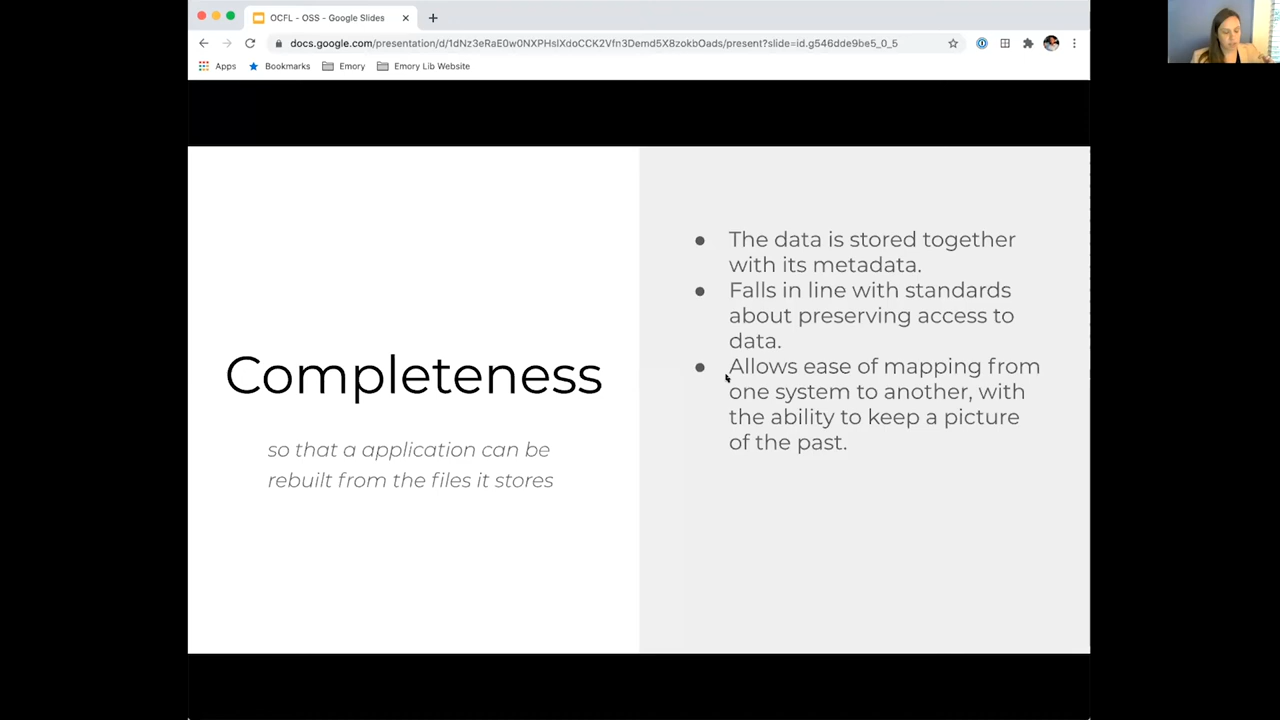 OCFL - OSS - Google Slides
docs.google.com/presentation/d/1dNz3eRaE0w0NXPHsIXdoCCK2Vfn3Demd5X8zokbOads/present?slide=id.g546dde9be5_0_5
Apps Bookmarks Emory Emory Lib Website
Completeness
so that a application can be
rebuilt from the files it stores
● The data is stored together
with its metadata.
● Falls in line with standards
about preserving access to
data.
● Allows ease of mapping from
one system to another, with
the ability to keep a picture
of the past.